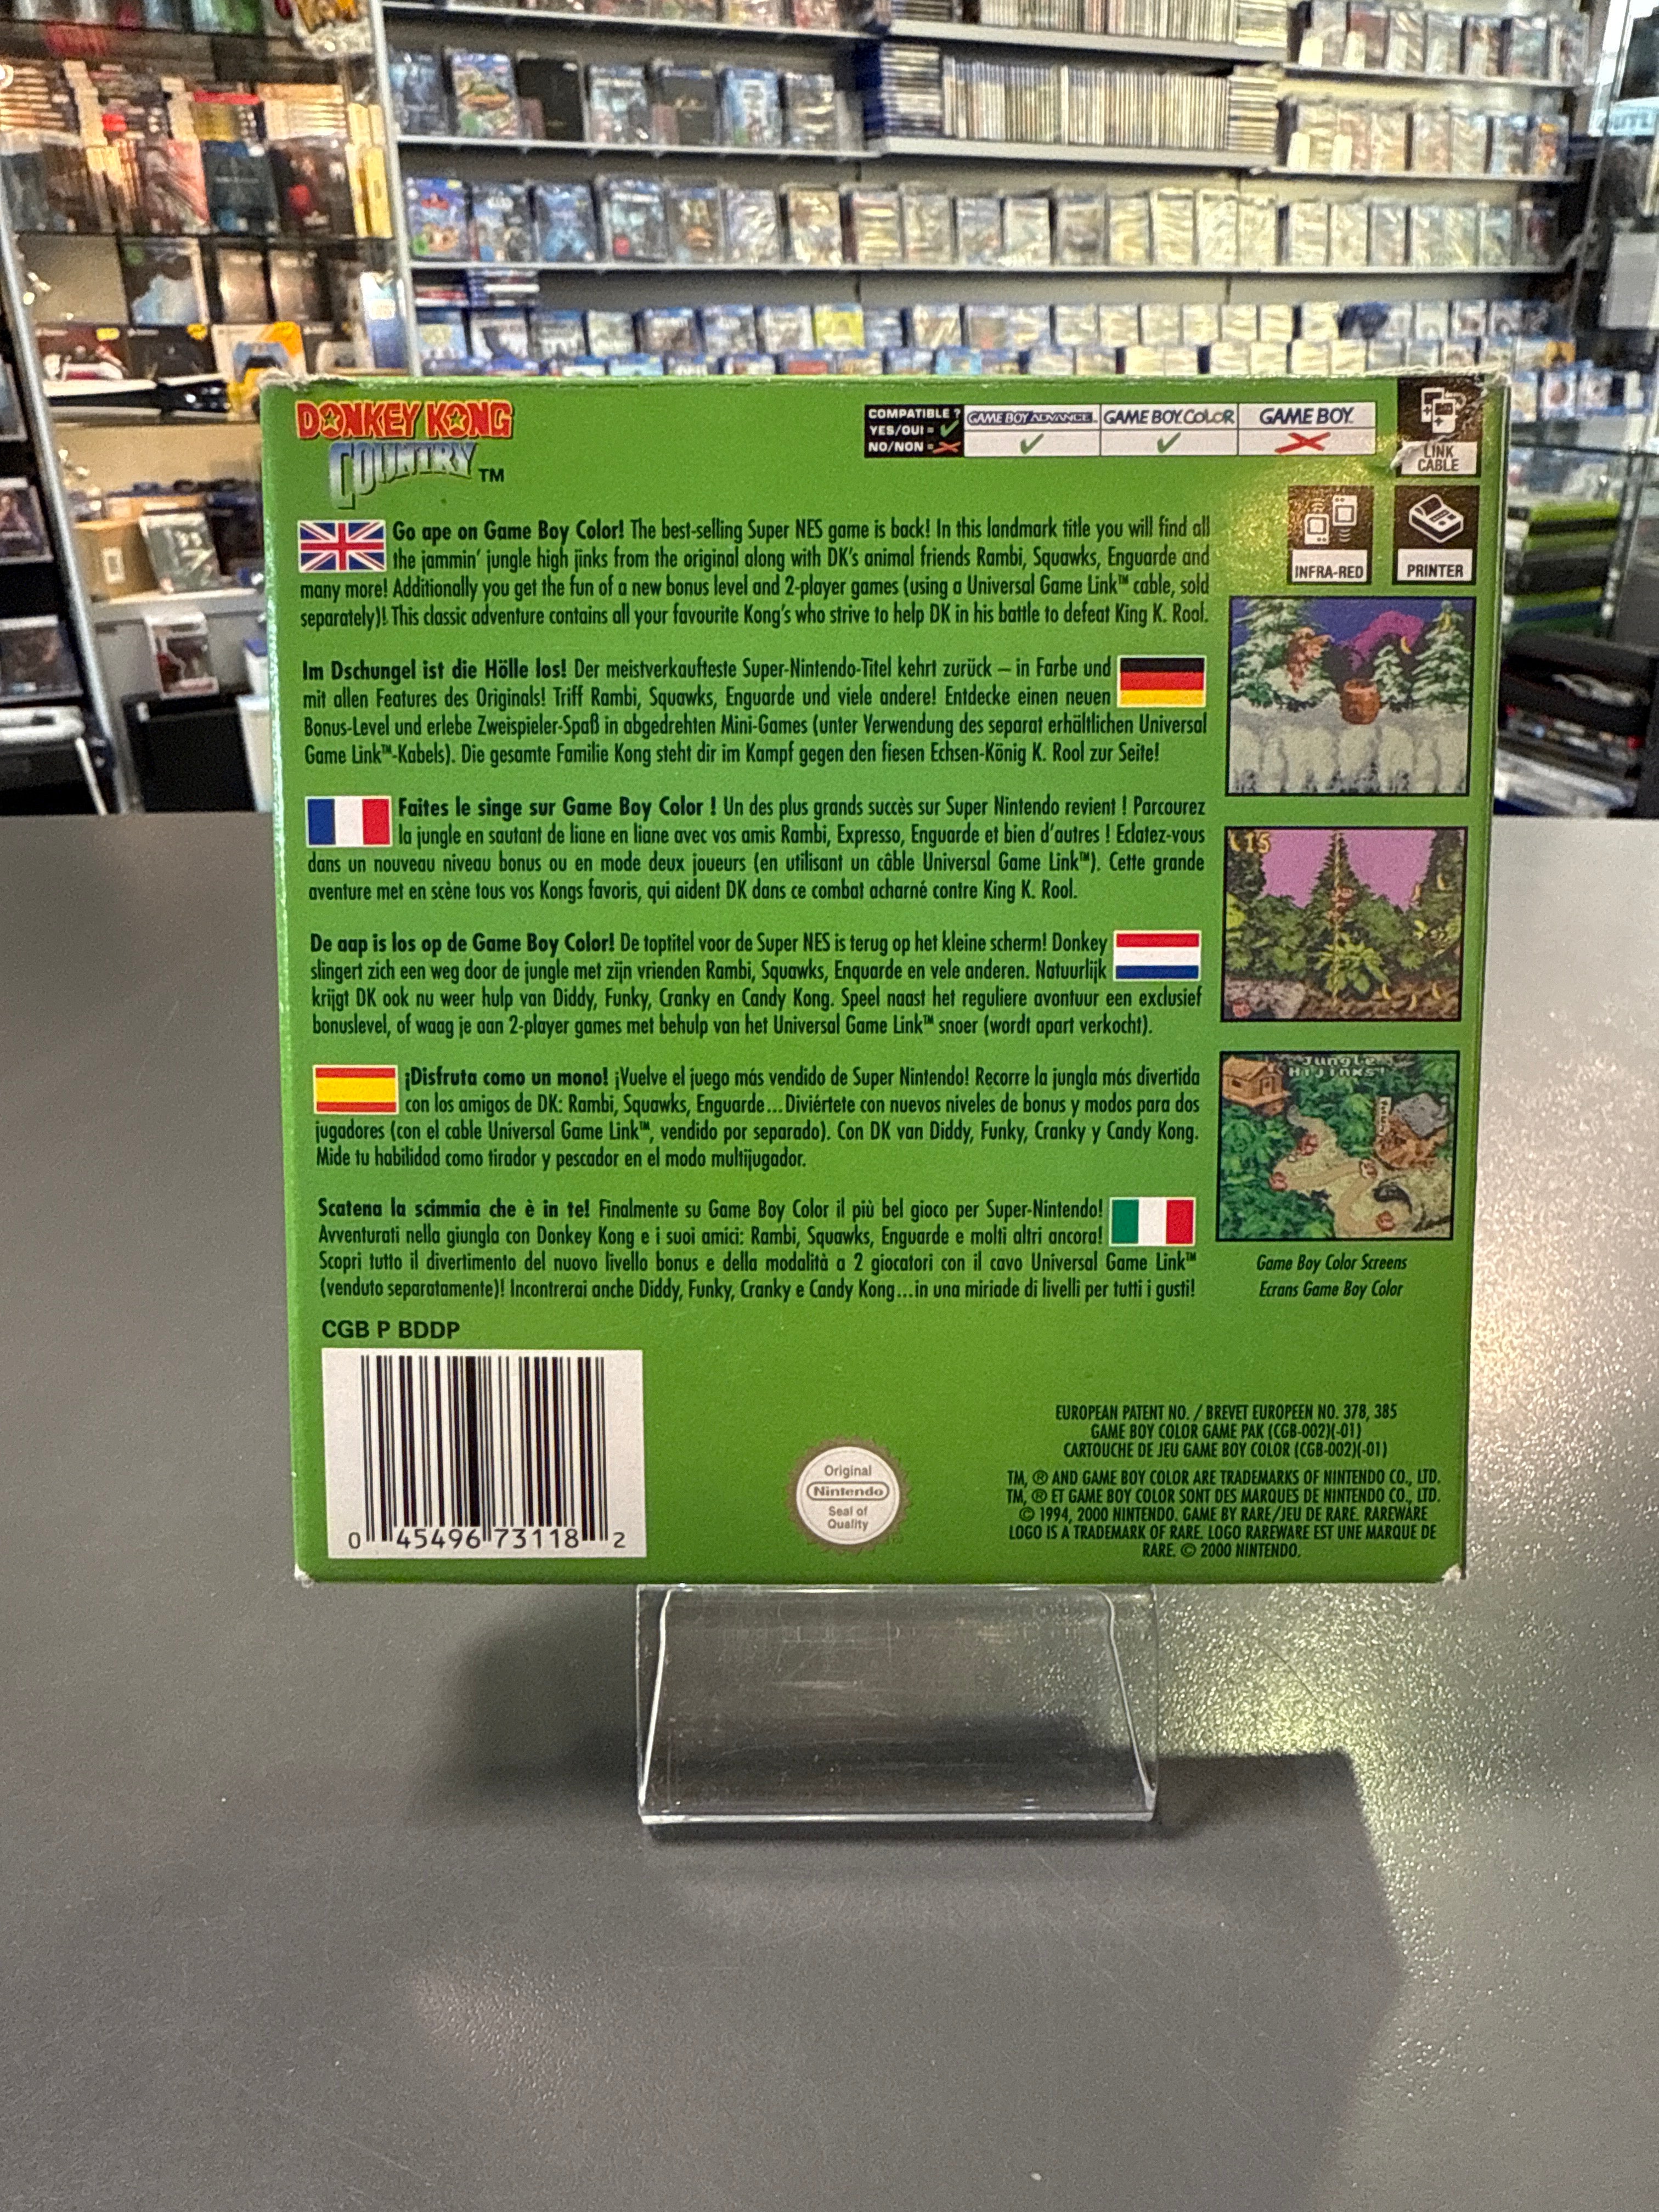 DONKEY KONG
COUNTRY™
COMPATIBLE ?
YES/OUI = ✓
NO/NON = ✗
GAME BOY ADVANCE™
GAME BOY COLOR
GAME BOY™
LINK
CABLE
INFRA-RED
PRINTER
Go ape on Game Boy Color! The best-selling Super NES game is back! In this landmark title you will find all
the jammin' jungle high jinks from the original along with DK's animal friends Rambi, Squawks, Enguarde and
many more! Additionally you get the fun of a new bonus level and 2-player games (using a Universal Game Link™ cable, sold
separately)! This classic adventure contains all your favourite Kong's who strive to help DK in his battle to defeat King K. Rool.
Im Dschungel ist die Hölle los! Der meistverkaufteste Super-Nintendo-Titel kehrt zurück – in Farbe und
mit allen Features des Originals! Triff Rambi, Squawks, Enguarde und viele andere! Entdecke einen neuen
Bonus-Level und erlebe Zweispieler-Spaß in abgedrehten Mini-Games (unter Verwendung des separat erhältlichen Universal
Game Link™-Kabels). Die gesamte Familie Kong steht dir im Kampf gegen den fiesen Echsen-König K. Rool zur Seite!
Faites le singe sur Game Boy Color ! Un des plus grands succès sur Super Nintendo revient ! Parcourez
la jungle en sautant de liane en liane avec vos amis Rambi, Expresso, Enguarde et bien d'autres ! Eclatez-vous
dans un nouveau niveau bonus ou en mode deux joueurs (en utilisant un câble Universal Game Link™). Cette grande
aventure met en scène tous vos Kongs favoris, qui aident DK dans ce combat acharné contre King K. Rool.
De aap is los op de Game Boy Color! De toptitel voor de Super NES is terug op het kleine scherm! Donkey
slingert zich een weg door de jungle met zijn vrienden Rambi, Squawks, Enquarde en vele anderen. Natuurlijk
krijgt DK ook nu weer hulp van Diddy, Funky, Cranky en Candy Kong. Speel naast het reguliere avontuur een exclusief
bonuslevel, of waag je aan 2-player games met behulp van het Universal Game Link™ snoer (wordt apart verkocht).
¡Disfruta como un mono! ¡Vuelve el juego más vendido de Super Nintendo! Recorre la jungla más divertida
con los amigos de DK: Rambi, Squawks, Enguarde...Diviértete con nuevos niveles de bonus y modos para dos
jugadores (con el cable Universal Game Link™, vendido por separado). Con DK van Diddy, Funky, Cranky y Candy Kong.
Mide tu habilidad como tirador y pescador en el modo multijugador.
Scatena la scimmia che è in te! Finalmente su Game Boy Color il più bel gioco per Super-Nintendo!
Avventurati nella giungla con Donkey Kong e i suoi amici: Rambi, Squawks, Enguarde e molti altri ancora!
Scopri tutto il divertimento del nuovo livello bonus e della modalità a 2 giocatori con il cavo Universal Game Link™
(venduto separatamente)! Incontrerai anche Diddy, Funky, Cranky e Candy Kong...in una miriade di livelli per tutti i gusti!
15
Jungle
Hijinks!
Game Boy Color Screens
Ecrans Game Boy Color
CGB P BDDP
0 45496 73118 2
Original
Nintendo
Seal of
Quality
EUROPEAN PATENT NO. / BREVET EUROPEEN NO. 378, 385
GAME BOY COLOR GAME PAK (CGB-002)(-01)
CARTOUCHE DE JEU GAME BOY COLOR (CGB-002)(-01)
TM, ® AND GAME BOY COLOR ARE TRADEMARKS OF NINTENDO CO., LTD.
TM, ® ET GAME BOY COLOR SONT DES MARQUES DE NINTENDO CO., LTD.
© 1994, 2000 NINTENDO. GAME BY RARE/JEU DE RARE. RAREWARE
LOGO IS A TRADEMARK OF RARE. LOGO RAREWARE EST UNE MARQUE DE
RARE. © 2000 NINTENDO.